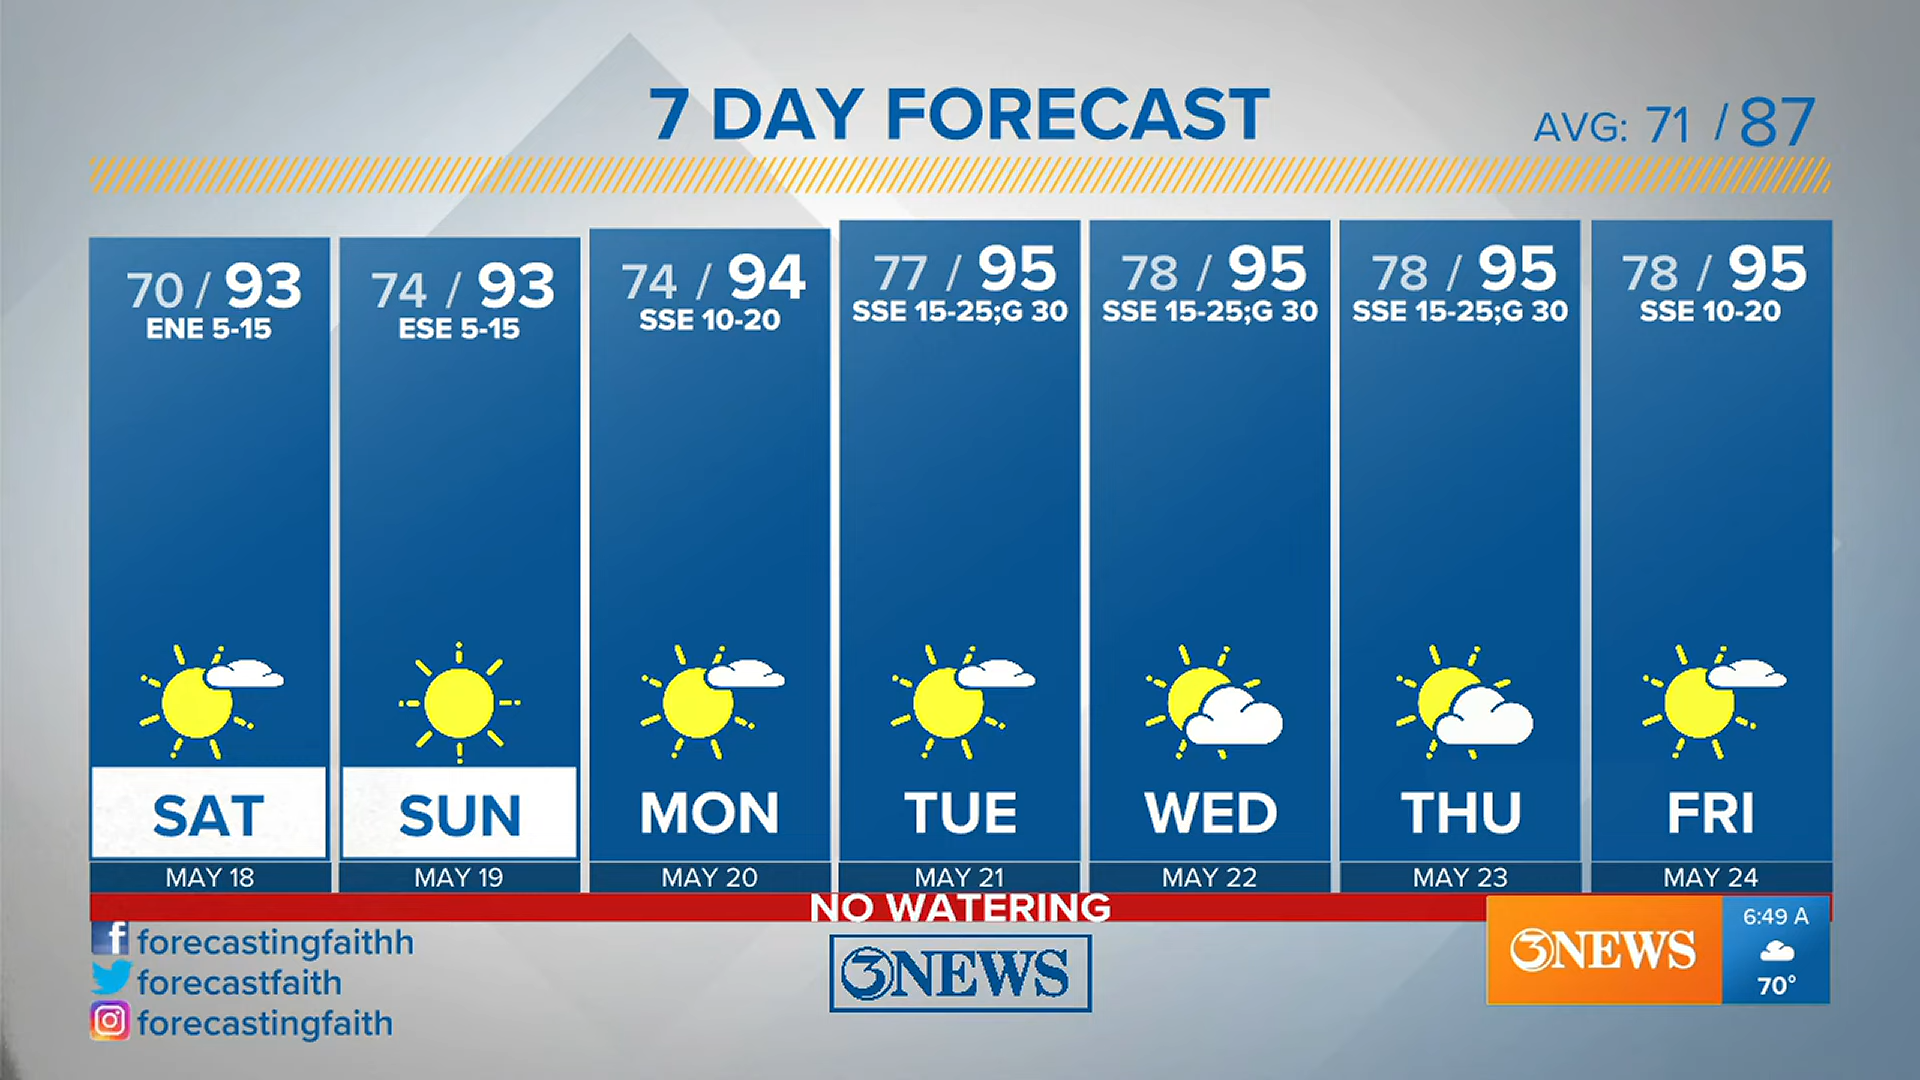 7 DAY FORECAST
AVG: 71 / 87
70 / 93
ENE 5-15
SAT
MAY 18
74 / 93
ESE 5-15
SUN
MAY 19
74 / 94
SSE 10-20
MON
MAY 20
77 / 95
SSE 15-25;G 30
TUE
MAY 21
78 / 95
SSE 15-25;G 30
WED
MAY 22
78 / 95
SSE 15-25;G 30
THU
MAY 23
78 / 95
SSE 10-20
FRI
MAY 24
NO WATERING
f forecastingfaithh
forecastfaith
forecastingfaith
3NEWS
3NEWS
6:49 A
70°